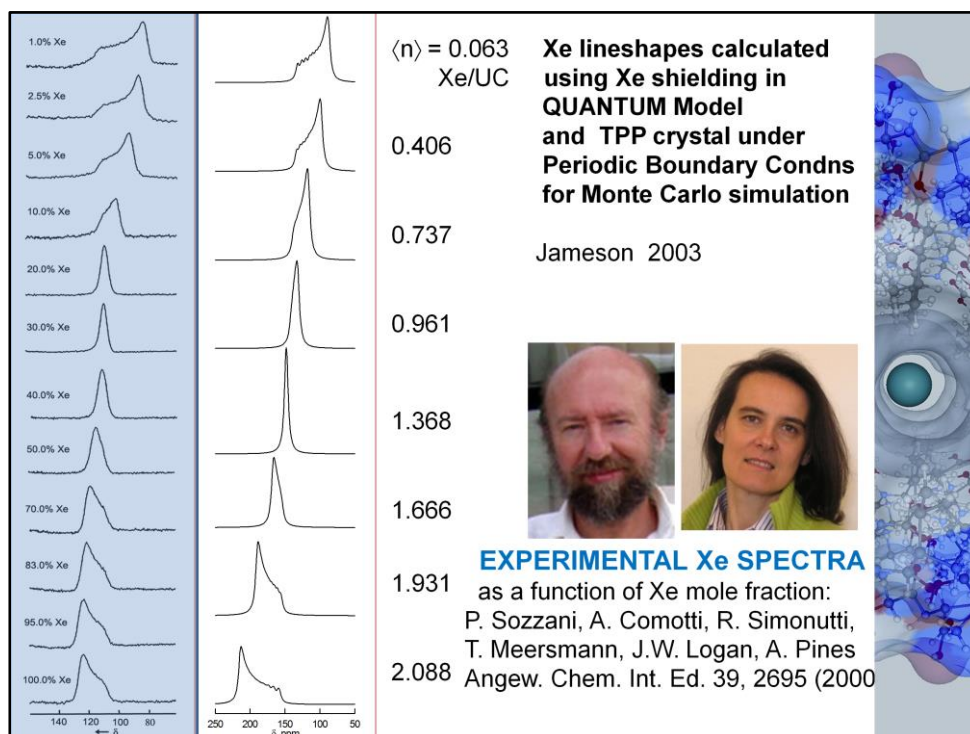 1.0% Xe
2.5% Xe
5.0% Xe
10.0% Xe
20.0% Xe
30.0% Xe
40.0% Xe
50.0% Xe
70.0% Xe
83.0% Xe
95.0% Xe
100.0% Xe
140 120 100 80
← δ
250 200 150 100 50
δ, ppm
⟨n⟩ = 0.063
Xe/UC
0.406
0.737
0.961
1.368
1.666
1.931
2.088
Xe lineshapes calculated
using Xe shielding in
QUANTUM Model
and TPP crystal under
Periodic Boundary Condns
for Monte Carlo simulation
Jameson 2003
EXPERIMENTAL Xe SPECTRA
as a function of Xe mole fraction:
P. Sozzani, A. Comotti, R. Simonutti,
T. Meersmann, J.W. Logan, A. Pines
Angew. Chem. Int. Ed. 39, 2695 (2000